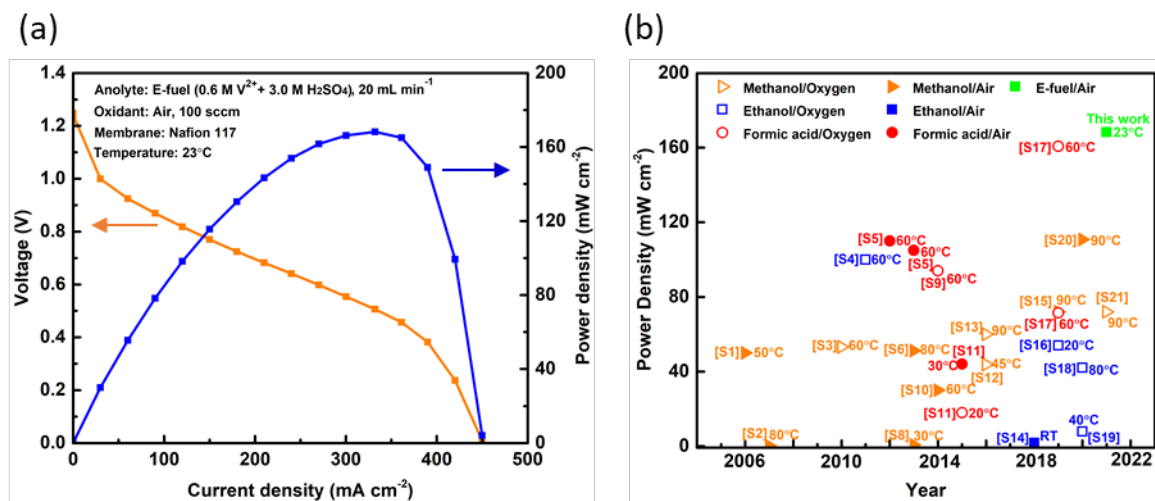 (a)
1.4
1.2
1.0
0.8
0.6
0.4
0.2
0.0
Voltage (V)
Anolyte: E-fuel (0.6 M V²⁺+ 3.0 M H₂SO₄), 20 mL min⁻¹
Oxidant: Air, 100 sccm
Membrane: Nafion 117
Temperature: 23°C
200
160
120
80
40
0
Power density (mW cm⁻²)
0 100 200 300 400 500
Current density (mA cm⁻²)
(b)
200
160
120
80
40
0
Power Density (mW cm⁻²)
Methanol/Oxygen Methanol/Air E-fuel/Air
Ethanol/Oxygen Ethanol/Air
Formic acid/Oxygen Formic acid/Air
This work
23°C
[S17] 60°C
[S20] 90°C
[S5] 60°C
60°C
[S4] 60°C
[S5]
[S9] 60°C
[S15] 90°C
[S21]
90°C
[S17] 60°C
[S13] 90°C
[S3] 60°C
[S16] 20°C
[S1] 50°C
[S6] 80°C
[S11]
30°C
45°C
[S12]
[S18] 80°C
[S10] 60°C
[S11] 20°C
40°C
[S2] 80°C
[S8] 30°C
[S14] RT
[S19]
2006 2010 2014 2018 2022
Year